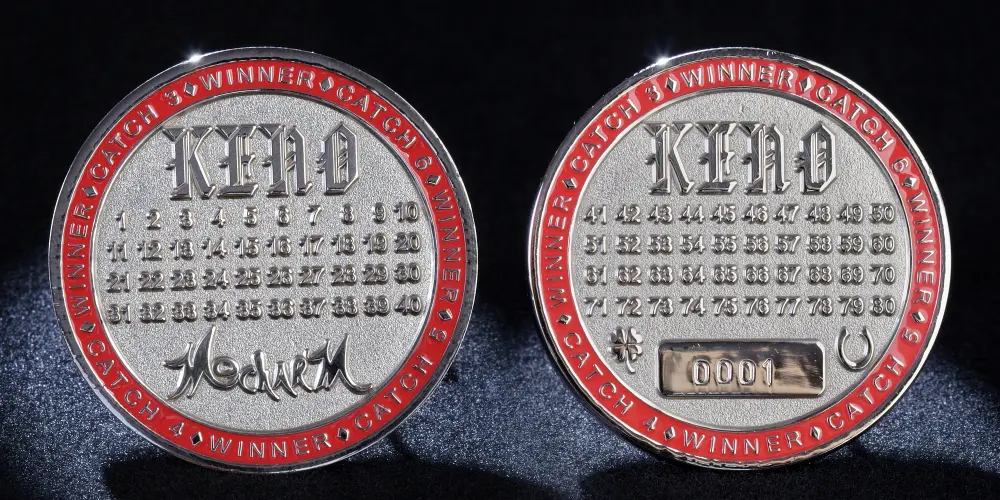 CATCH 3 ♦ WINNER ♦ CATCH 6 ♦ WINNER ♦ CATCH 5 ♦ WINNER ♦ CATCH 4 ♦ WINNER ♦
KENO
1 2 3 4 5 6 7 8 9 10
11 12 13 14 15 16 17 18 19 20
21 22 23 24 25 26 27 28 29 30
31 32 33 34 35 36 37 38 39 40
CATCH 3 ♦ WINNER ♦ CATCH 6 ♦ WINNER ♦ CATCH 5 ♦ WINNER ♦ CATCH 4 ♦ WINNER ♦
KENO
41 42 43 44 45 46 47 48 49 50
51 52 53 54 55 56 57 58 59 60
61 62 63 64 65 66 67 68 69 70
71 72 73 74 75 76 77 78 79 80
0001